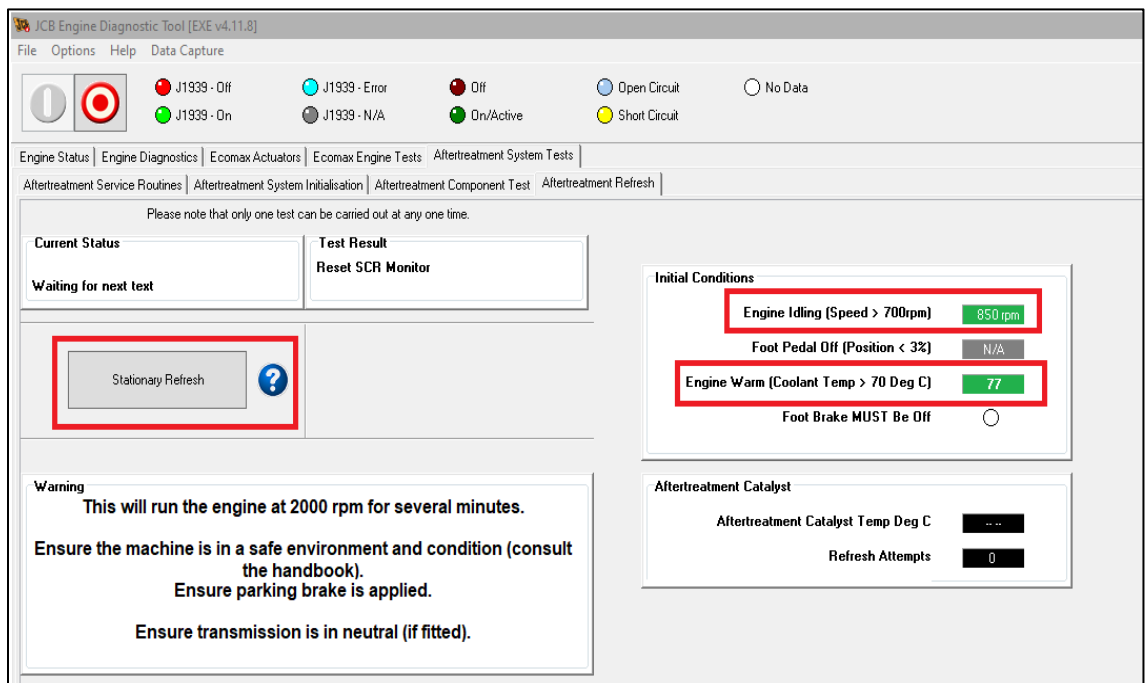 JCB Engine Diagnostic Tool [EXE v4.11.8]
File Options Help Data Capture
J1939 - Off J1939 - Error Off Open Circuit No Data
J1939 - On J1939 - N/A On/Active Short Circuit
Engine Status Engine Diagnostics Ecomax Actuators Ecomax Engine Tests Aftertreatment System Tests
Aftertreatment Service Routines Aftertreatment System Initialisation Aftertreatment Component Test Aftertreatment Refresh
Please note that only one test can be carried out at any one time.
Current Status
Waiting for next text
Test Result
Reset SCR Monitor
Initial Conditions
Engine Idling (Speed > 700rpm) 850 rpm
Foot Pedal Off (Position < 3%) N/A
Engine Warm (Coolant Temp > 70 Deg C) 77
Foot Brake MUST Be Off
Stationary Refresh ?
Warning
This will run the engine at 2000 rpm for several minutes.
Ensure the machine is in a safe environment and condition (consult
the handbook).
Ensure parking brake is applied.
Ensure transmission is in neutral (if fitted).
Aftertreatment Catalyst
Aftertreatment Catalyst Temp Deg C -- --
Refresh Attempts 0